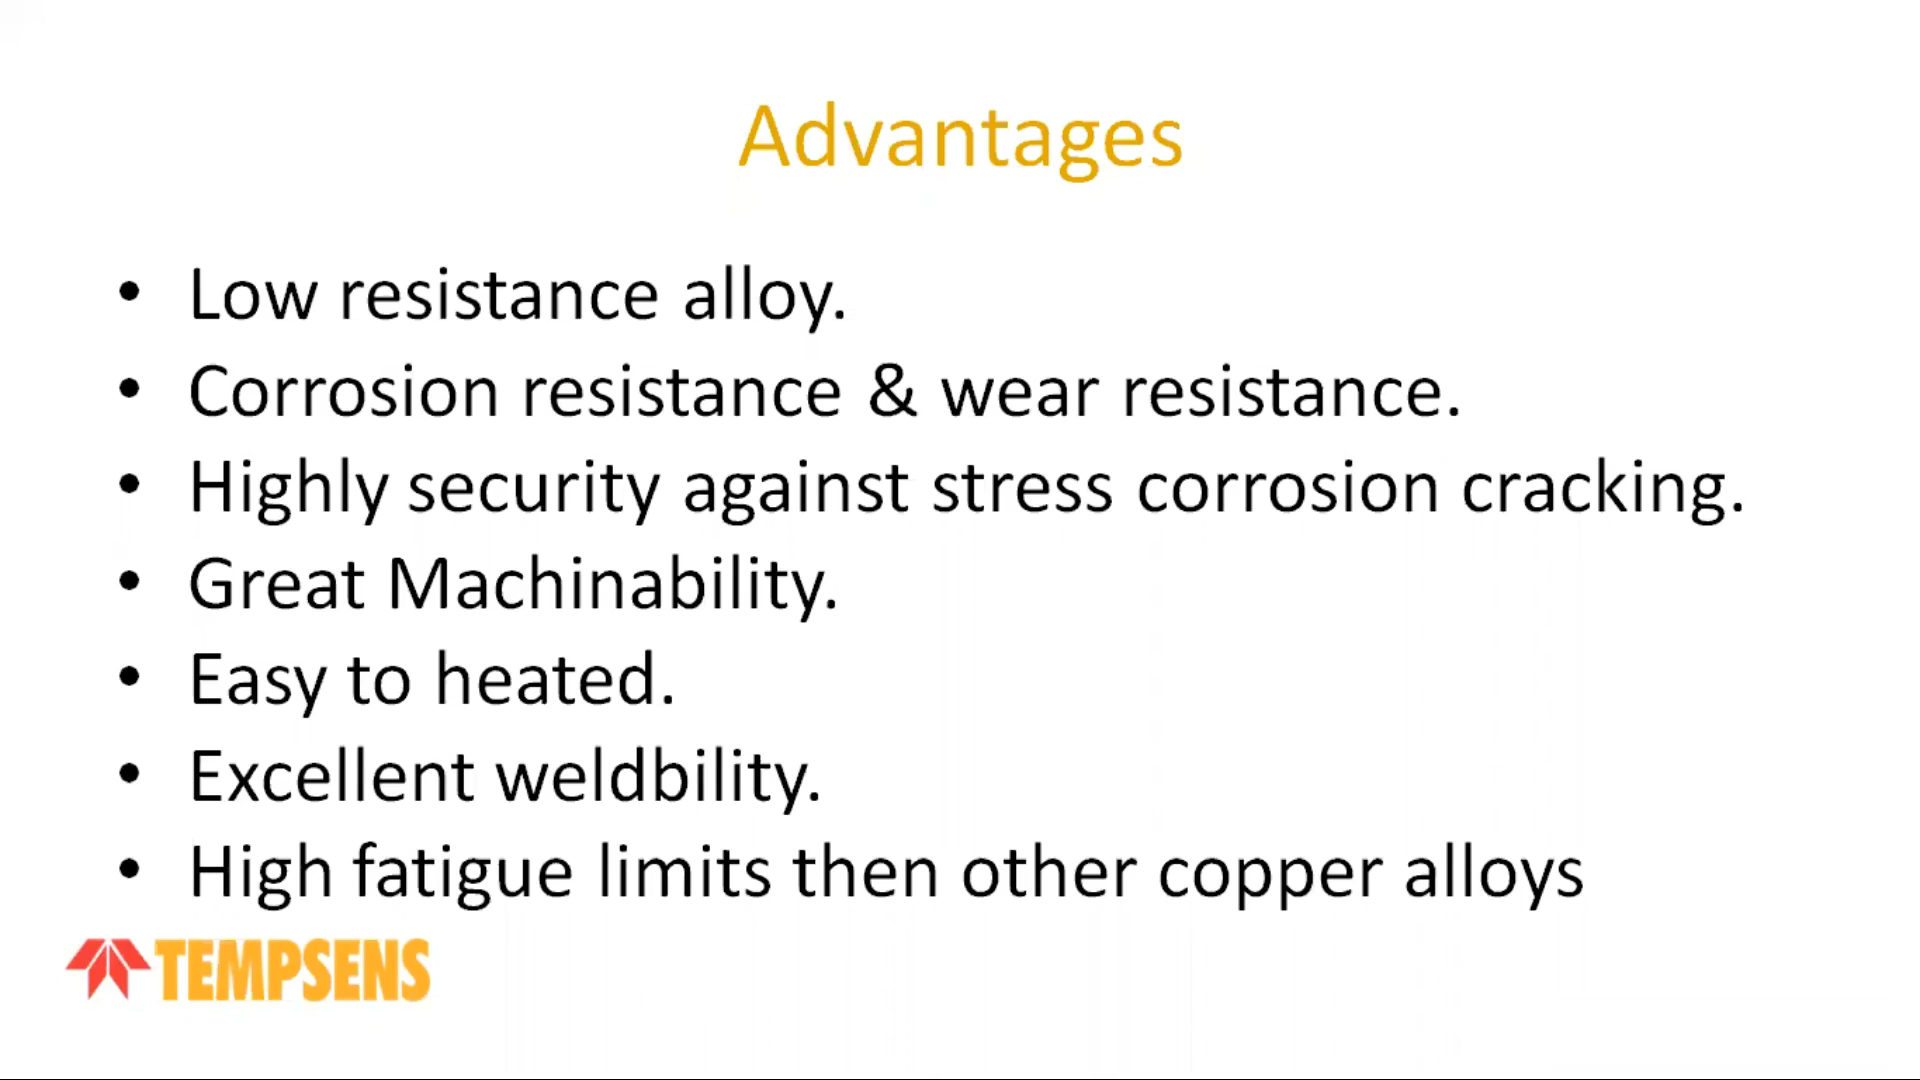 Advantages
• Low resistance alloy.
• Corrosion resistance & wear resistance.
• Highly security against stress corrosion cracking.
• Great Machinability.
• Easy to heated.
• Excellent weldbility.
• High fatigue limits then other copper alloys
TEMPSENS